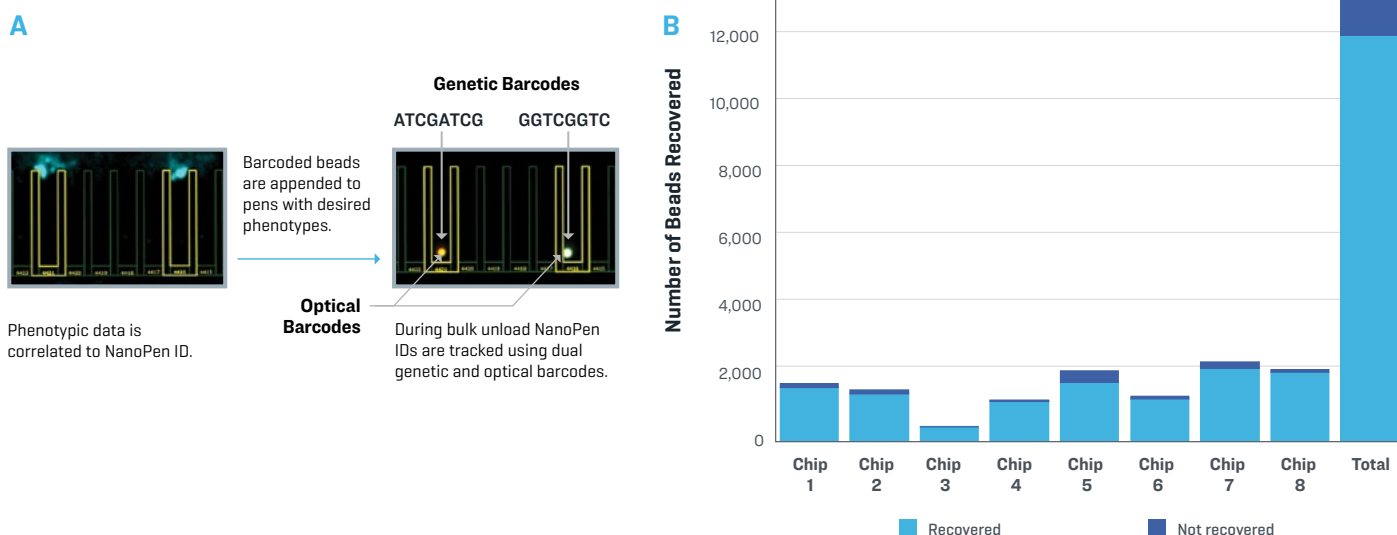 A
Genetic Barcodes
ATCGATCG GGTCGGTC
Barcoded beads
are appended to
pens with desired
phenotypes.
Optical
Barcodes
Phenotypic data is
correlated to NanoPen ID.
During bulk unload NanoPen
IDs are tracked using dual
genetic and optical barcodes.
B
Number of Beads Recovered
12,000
10,000
8,000
6,000
4,000
2,000
0
Chip 1
Chip 2
Chip 3
Chip 4
Chip 5
Chip 6
Chip 7
Chip 8
Total
Recovered
Not recovered